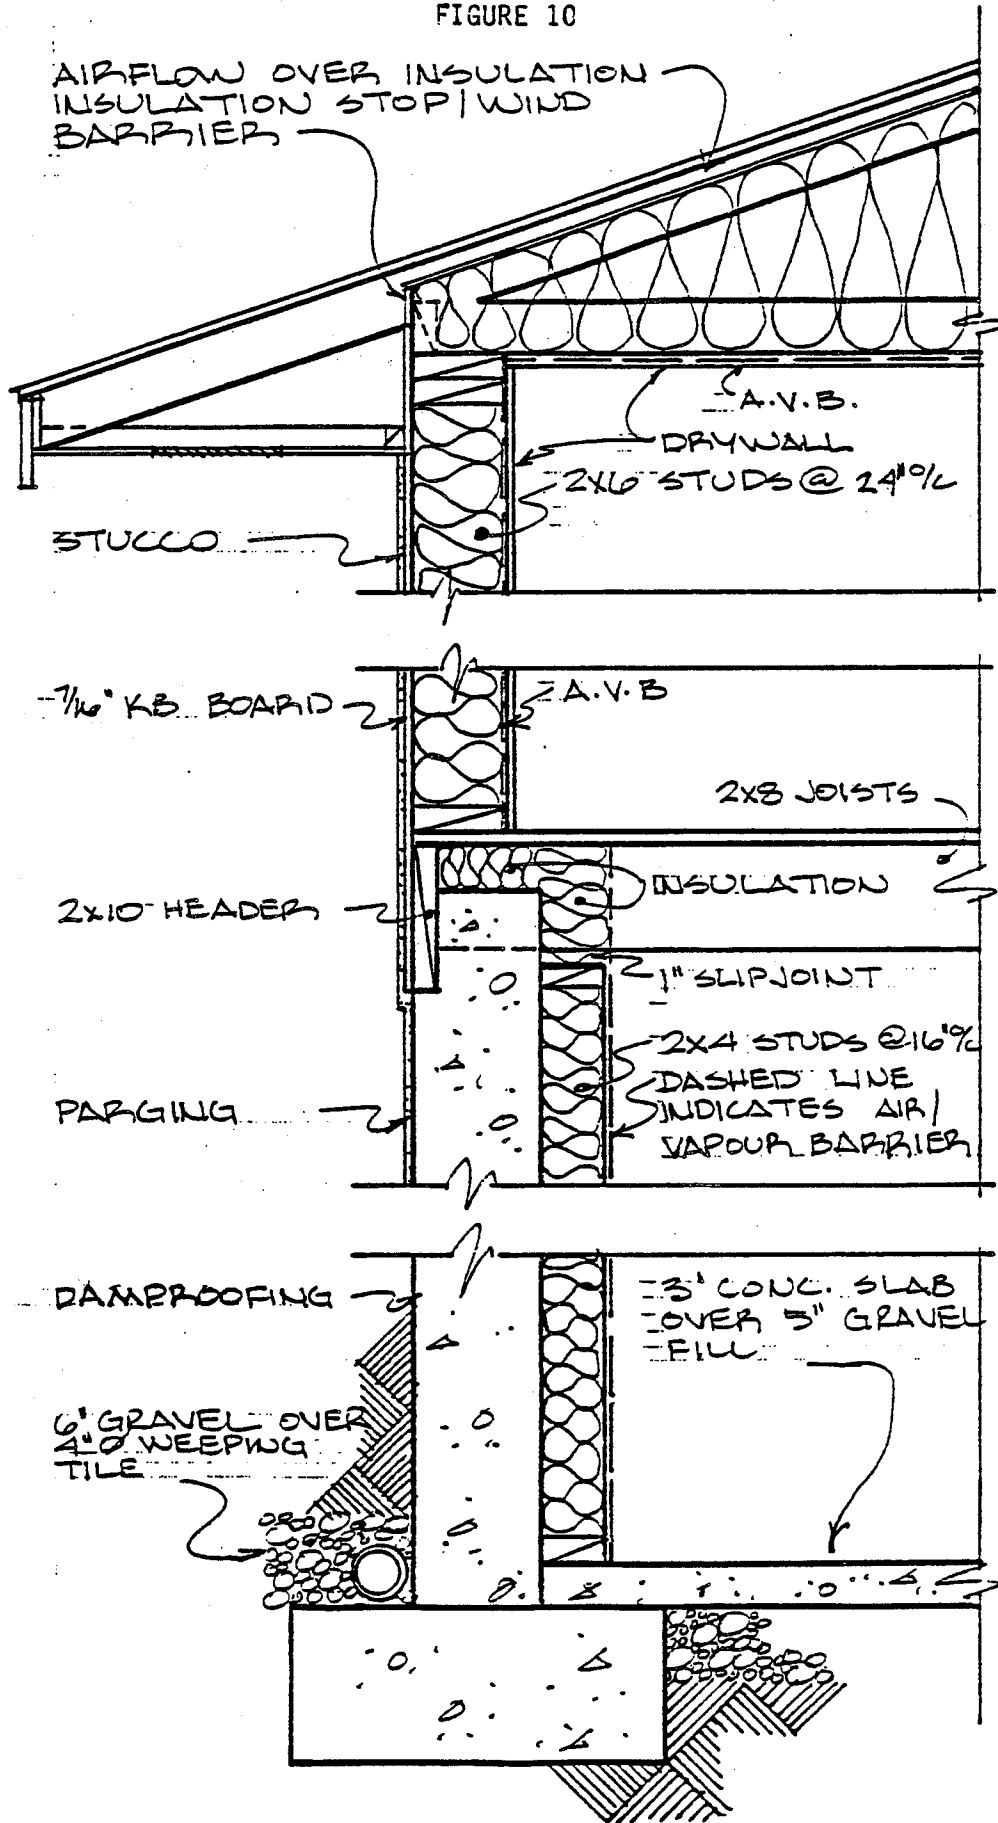 FIGURE 10
AIRFLOW OVER INSULATION
INSULATION STOP/WIND
BARRIER
A.V.B.
DRYWALL
2X6 STUDS @ 24" O/C
STUCCO
7/16" KB BOARD
A.V.B
2X8 JOISTS
INSULATION
2X10 HEADER
1" SLIPJOINT
2X4 STUDS @ 16" O/C
DASHED LINE
INDICATES AIR/
VAPOUR BARRIER
PARGING
DAMPROOFING
3" CONC. SLAB
OVER 5" GRAVEL
FILL
6" GRAVEL OVER
4" Ø WEEPING
TILE